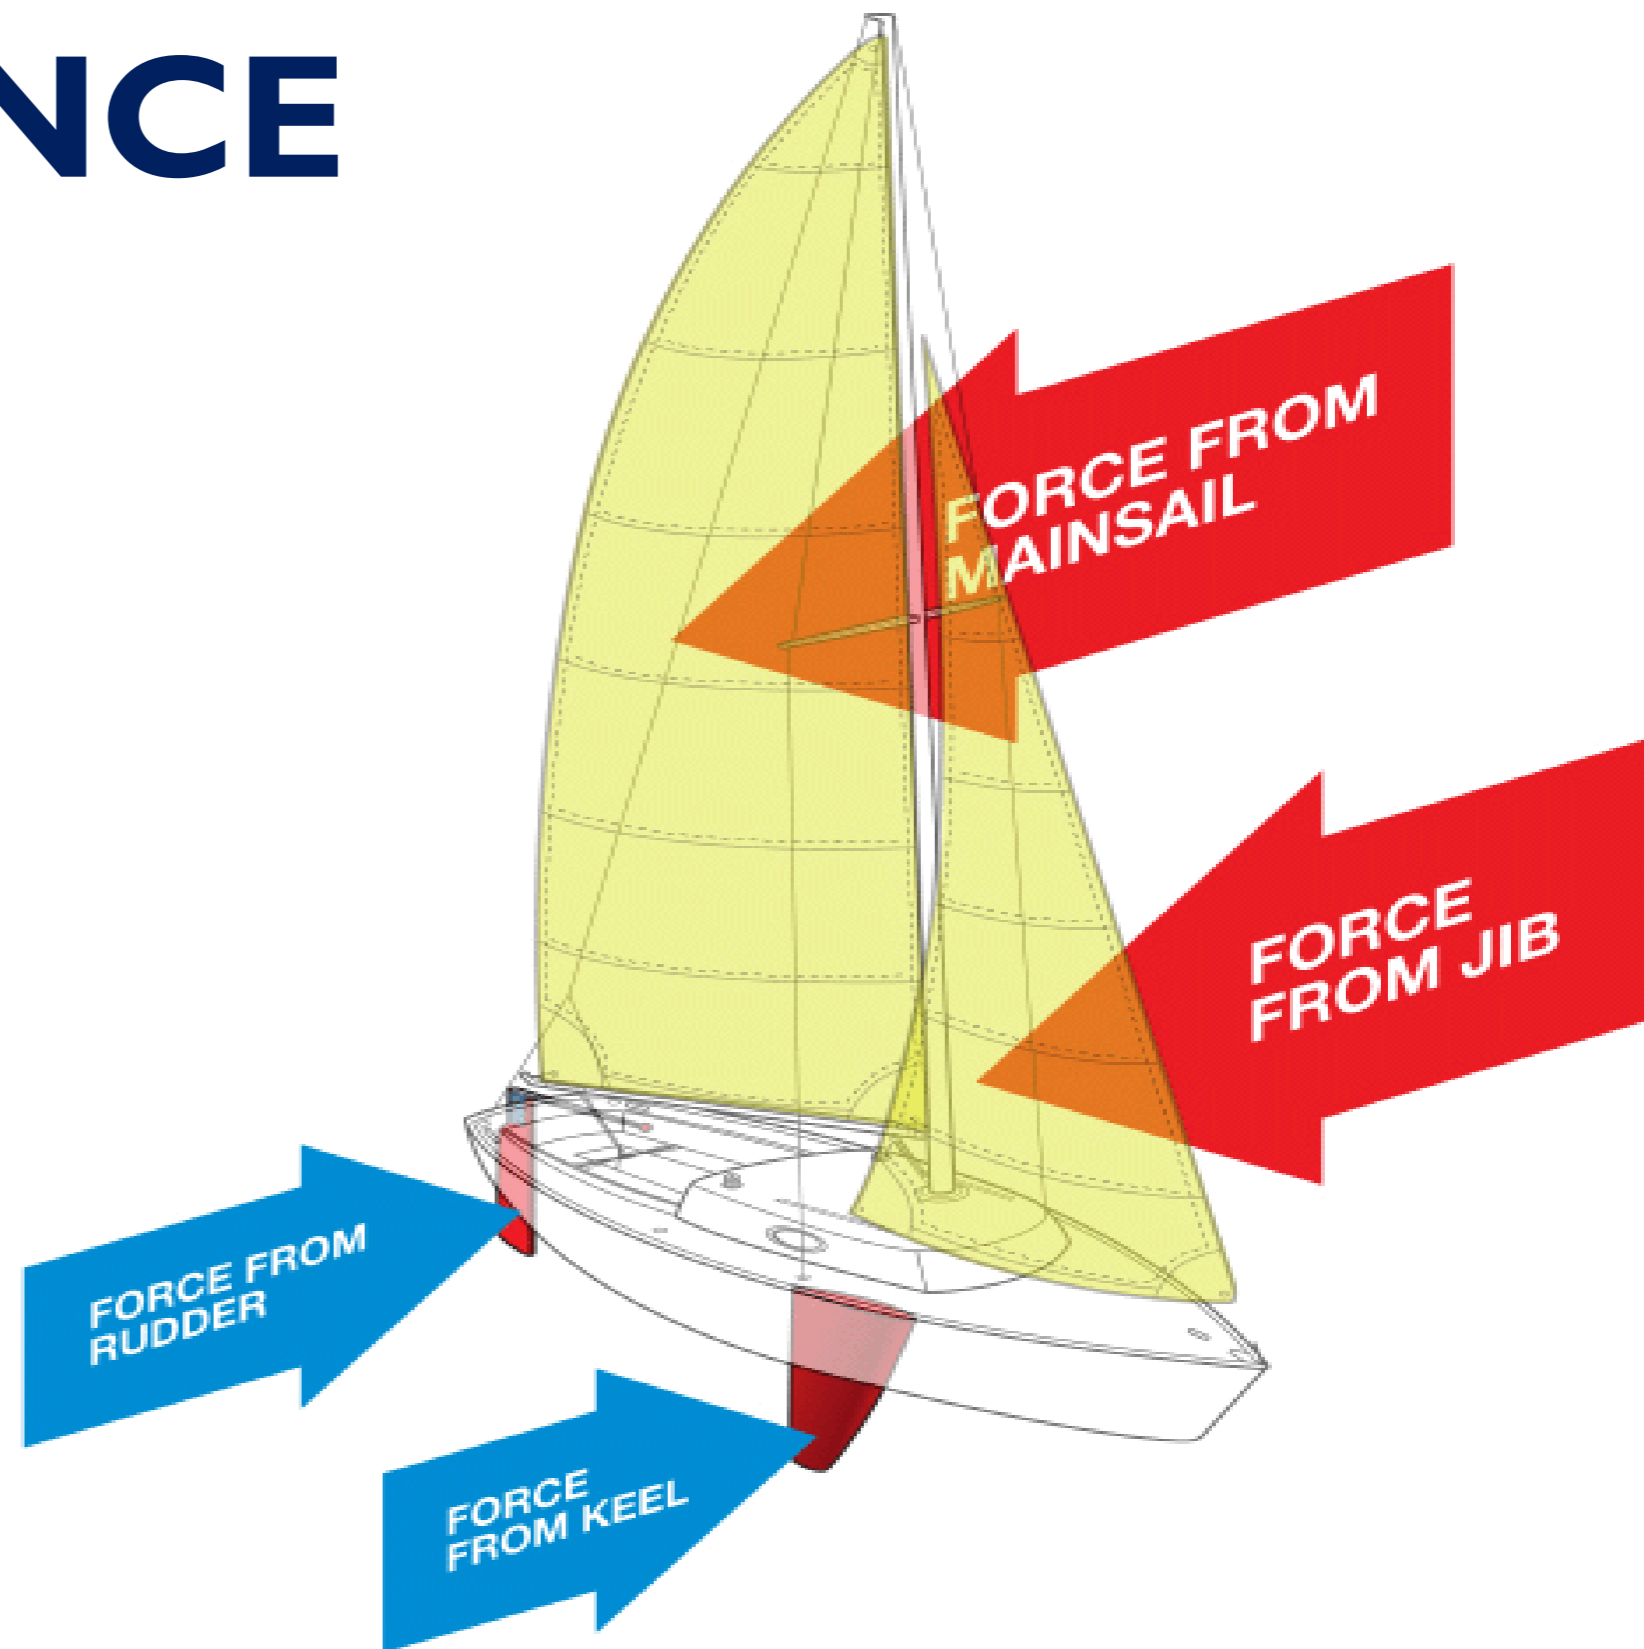 NCE
FORCE FROM
MAINSAIL
FORCE
FROM JIB
FORCE FROM
RUDDER
FORCE
FROM KEEL